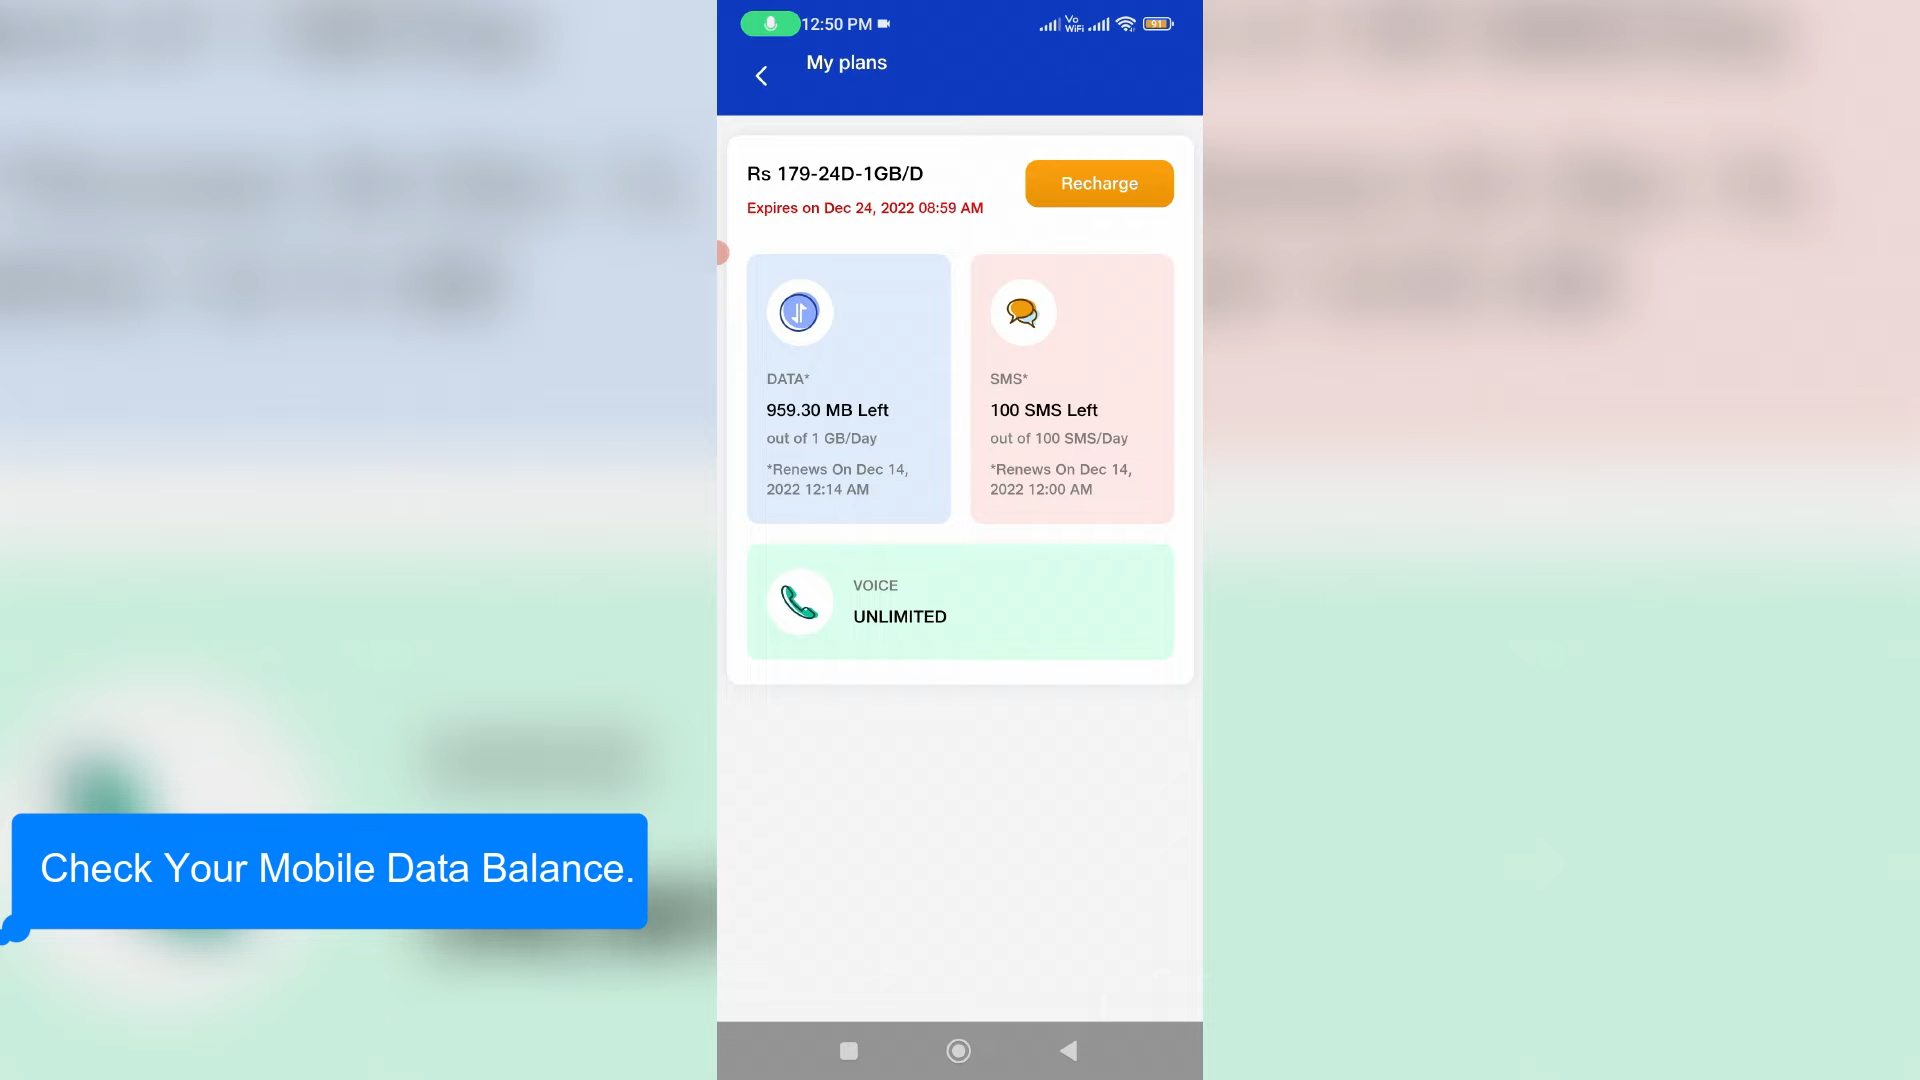 12:50 PM
Vo
WiFi
91
My plans
Rs 179-24D-1GB/D
Recharge
Expires on Dec 24, 2022 08:59 AM
DATA*
959.30 MB Left
out of 1 GB/Day
*Renews On Dec 14,
2022 12:14 AM
SMS*
100 SMS Left
out of 100 SMS/Day
*Renews On Dec 14,
2022 12:00 AM
VOICE
UNLIMITED
Check Your Mobile Data Balance.